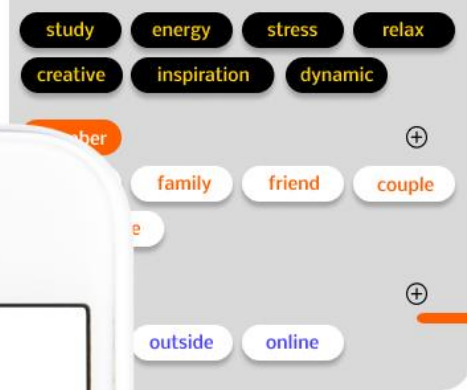 study energy stress relax
creative inspiration dynamic
family friend couple
outside online